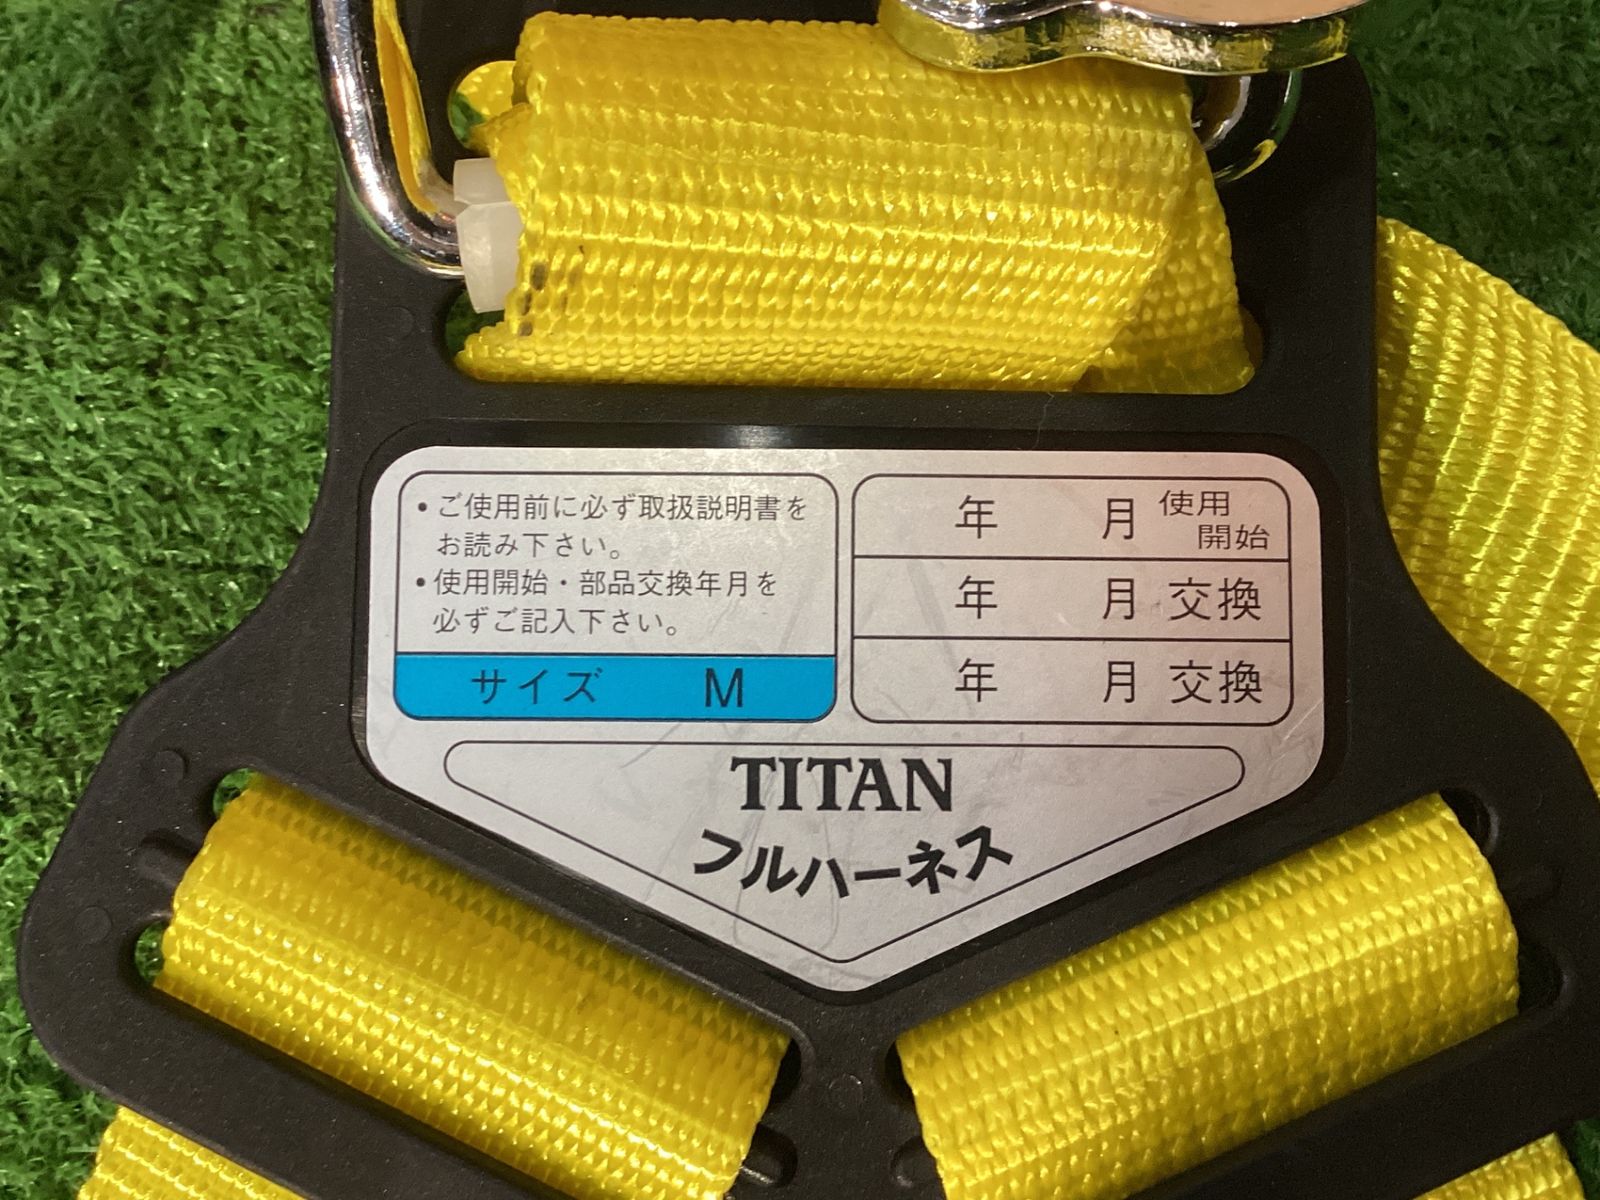 ・ご使用前に必ず取扱説明書を
お読み下さい。
・使用開始・部品交換年月を
必ずご記入下さい。
サイズ M
年 月 使用
開始
年 月 交換
年 月 交換
TITAN
フルハーネス